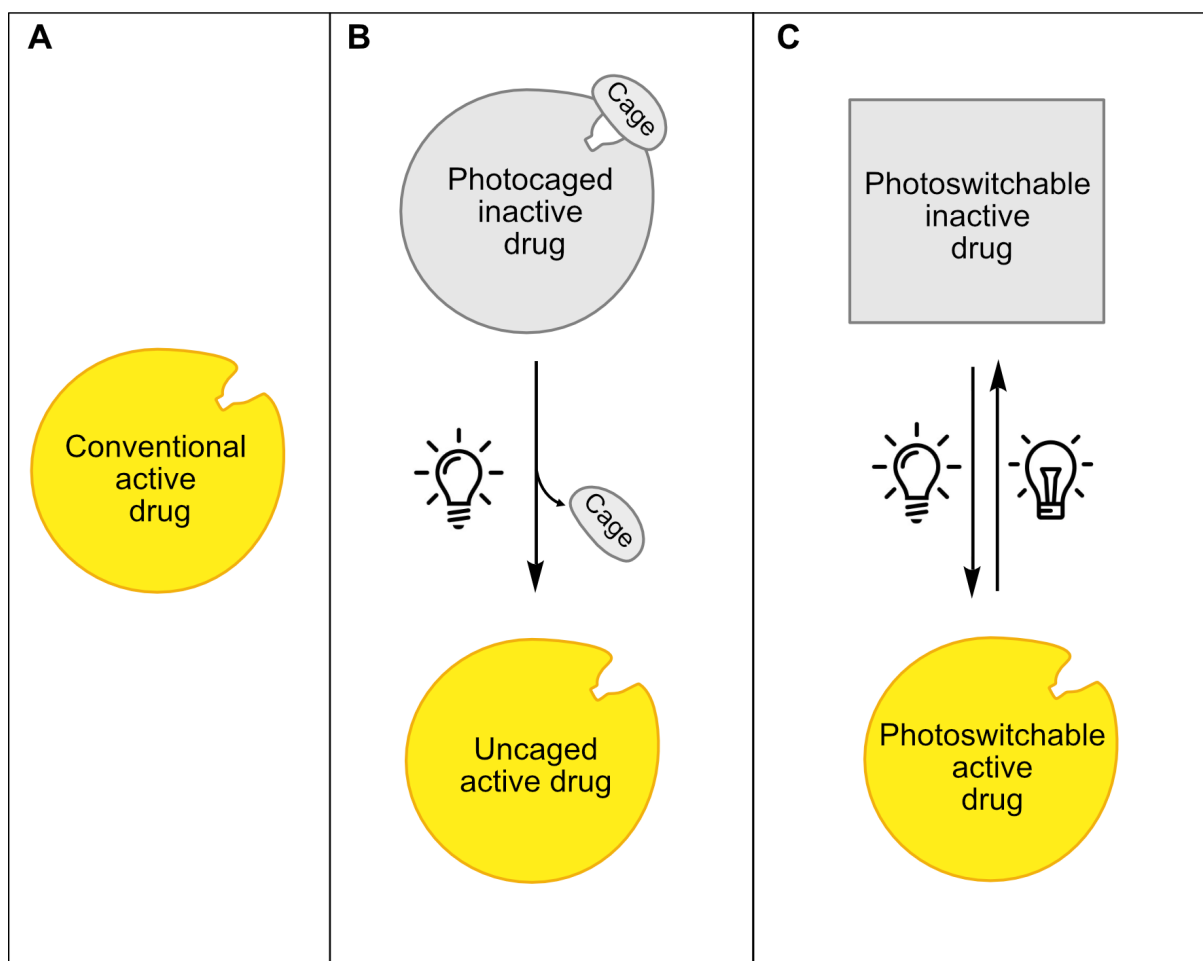 A
Conventional
active
drug
B
Cage
Photocaged
inactive
drug
Cage
Uncaged
active drug
C
Photoswitchable
inactive
drug
Photoswitchable
active
drug